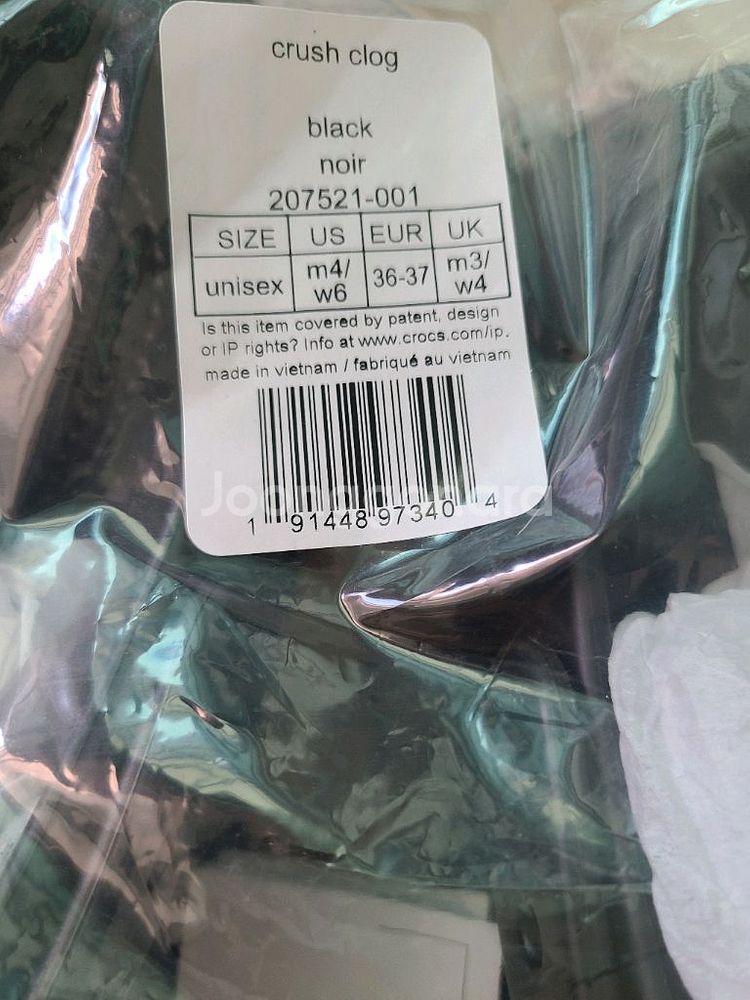 crush clog
black
noir
207521-001
SIZE US EUR UK
unisex m4/ w6 36-37 m3/ w4
Is this item covered by patent, design
or IP rights? Info at www.crocs.com/ip.
made in vietnam / fabriqué au vietnam
Joonggonara
1 91448 97340 4